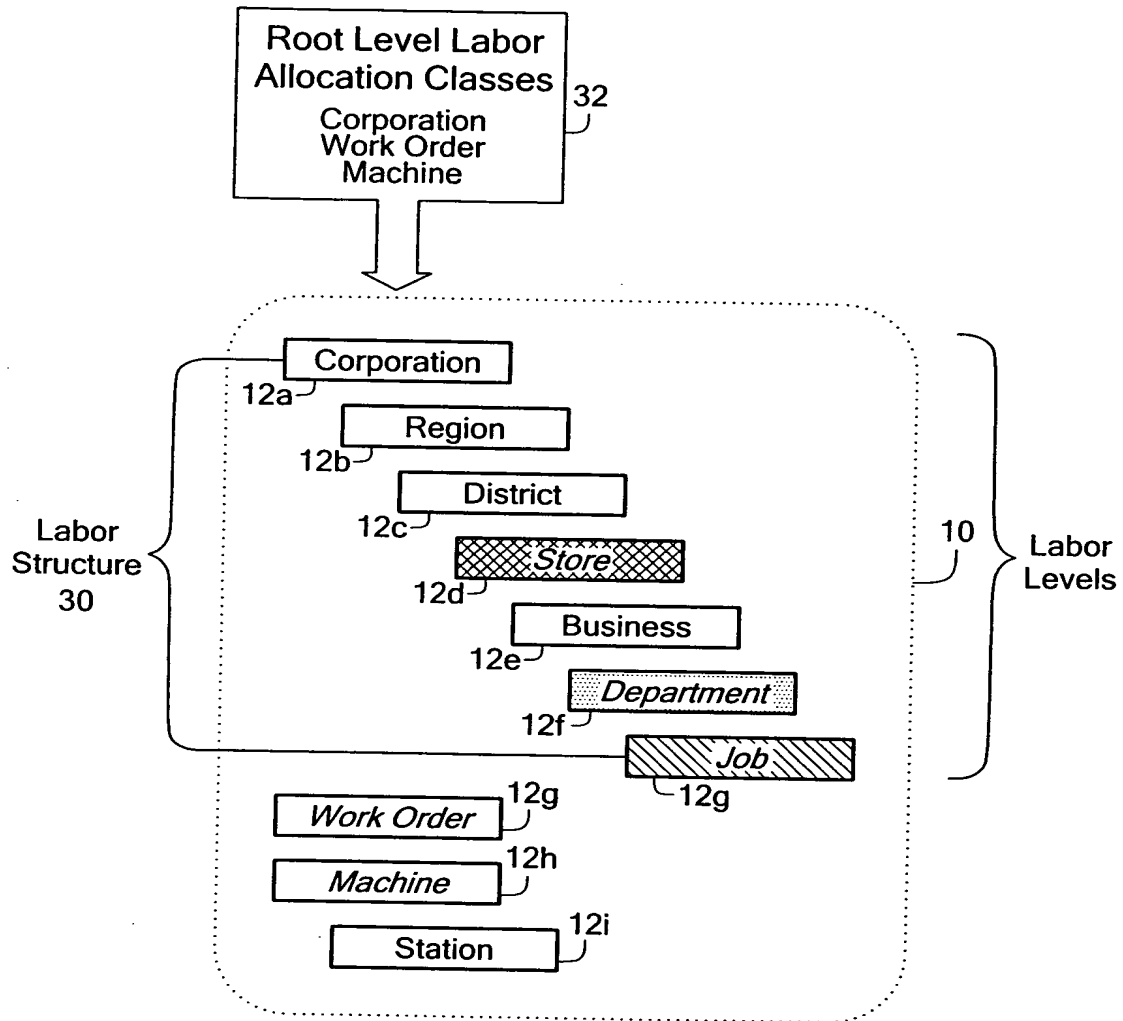 Root Level Labor
Allocation Classes
Corporation
Work Order
Machine
32
Corporation
12a
Region
12b
District
12c
Store
12d
Business
12e
Department
12f
Job
12g
Labor
Structure
30
10
Labor
Levels
Work Order
12g
Machine
12h
Station
12i